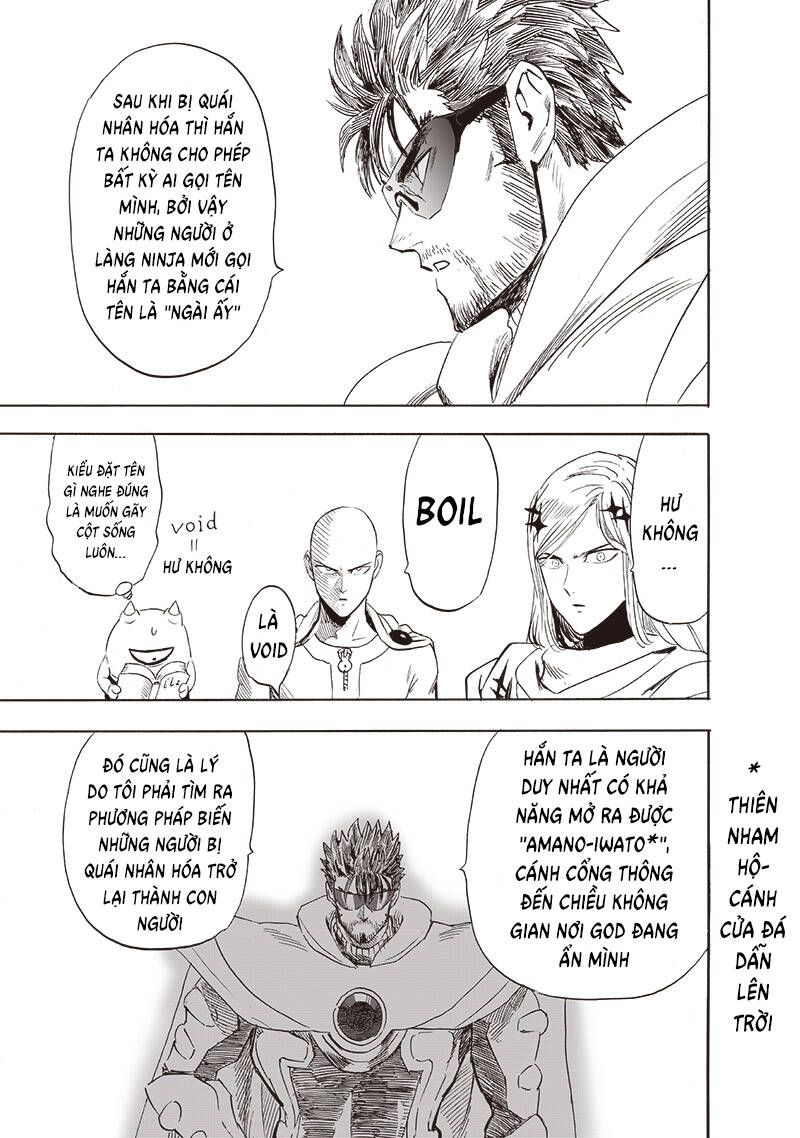 SAU KHI BỊ QUÁI
NHÂN HÓA THÌ HẮN
TA KHÔNG CHO PHÉP
BẤT KỲ AI GỌI TÊN
MÌNH, BỞI VẬY
NHỮNG NGƯỜI Ở
LÀNG NINJA MỚI GỌI
HẮN TA BẰNG CÁI
TÊN LÀ "NGÀI ẤY"
HƯ
KHÔNG
...
BOIL
LÀ
VOID
void
=
HƯ KHÔNG
KIỂU ĐẶT TÊN
GÌ NGHE ĐÚNG
LÀ MUỐN GÃY
CỘT SỐNG
LUÔN...
HẮN TA LÀ NGƯỜI
DUY NHẤT CÓ KHẢ
NĂNG MỞ RA ĐƯỢC
"AMANO-IWATO*",
CÁNH CỔNG THÔNG
ĐẾN CHIỀU KHÔNG
GIAN NƠI GOD ĐANG
ẨN MÌNH
*
THIÊN
NHAM
HỘ-
CÁNH
CỬA ĐÁ
DẪN
LÊN
TRỜI
ĐÓ CŨNG LÀ LÝ
DO TÔI PHẢI TÌM RA
PHƯƠNG PHÁP BIẾN
NHỮNG NGƯỜI BỊ
QUÁI NHÂN HÓA TRỞ
LẠI THÀNH CON
NGƯỜI